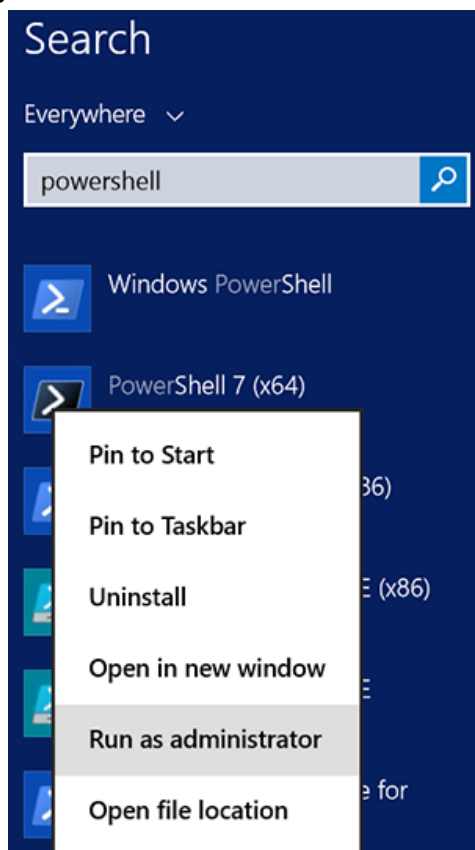 Search
Everywhere
powershell
Windows PowerShell
PowerShell 7 (x64)
Pin to Start
36)
Pin to Taskbar
Uninstall
E (x86)
Open in new window
E
Run as administrator
e for
Open file location